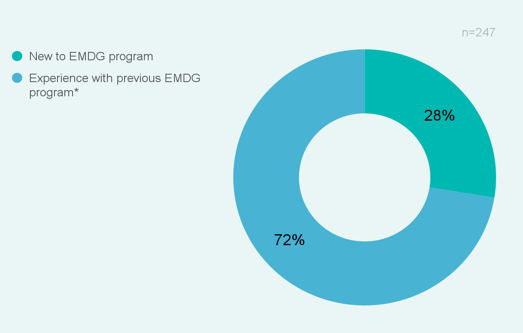 n=247
New to EMDG program
Experience with previous EMDG
program*
28%
72%